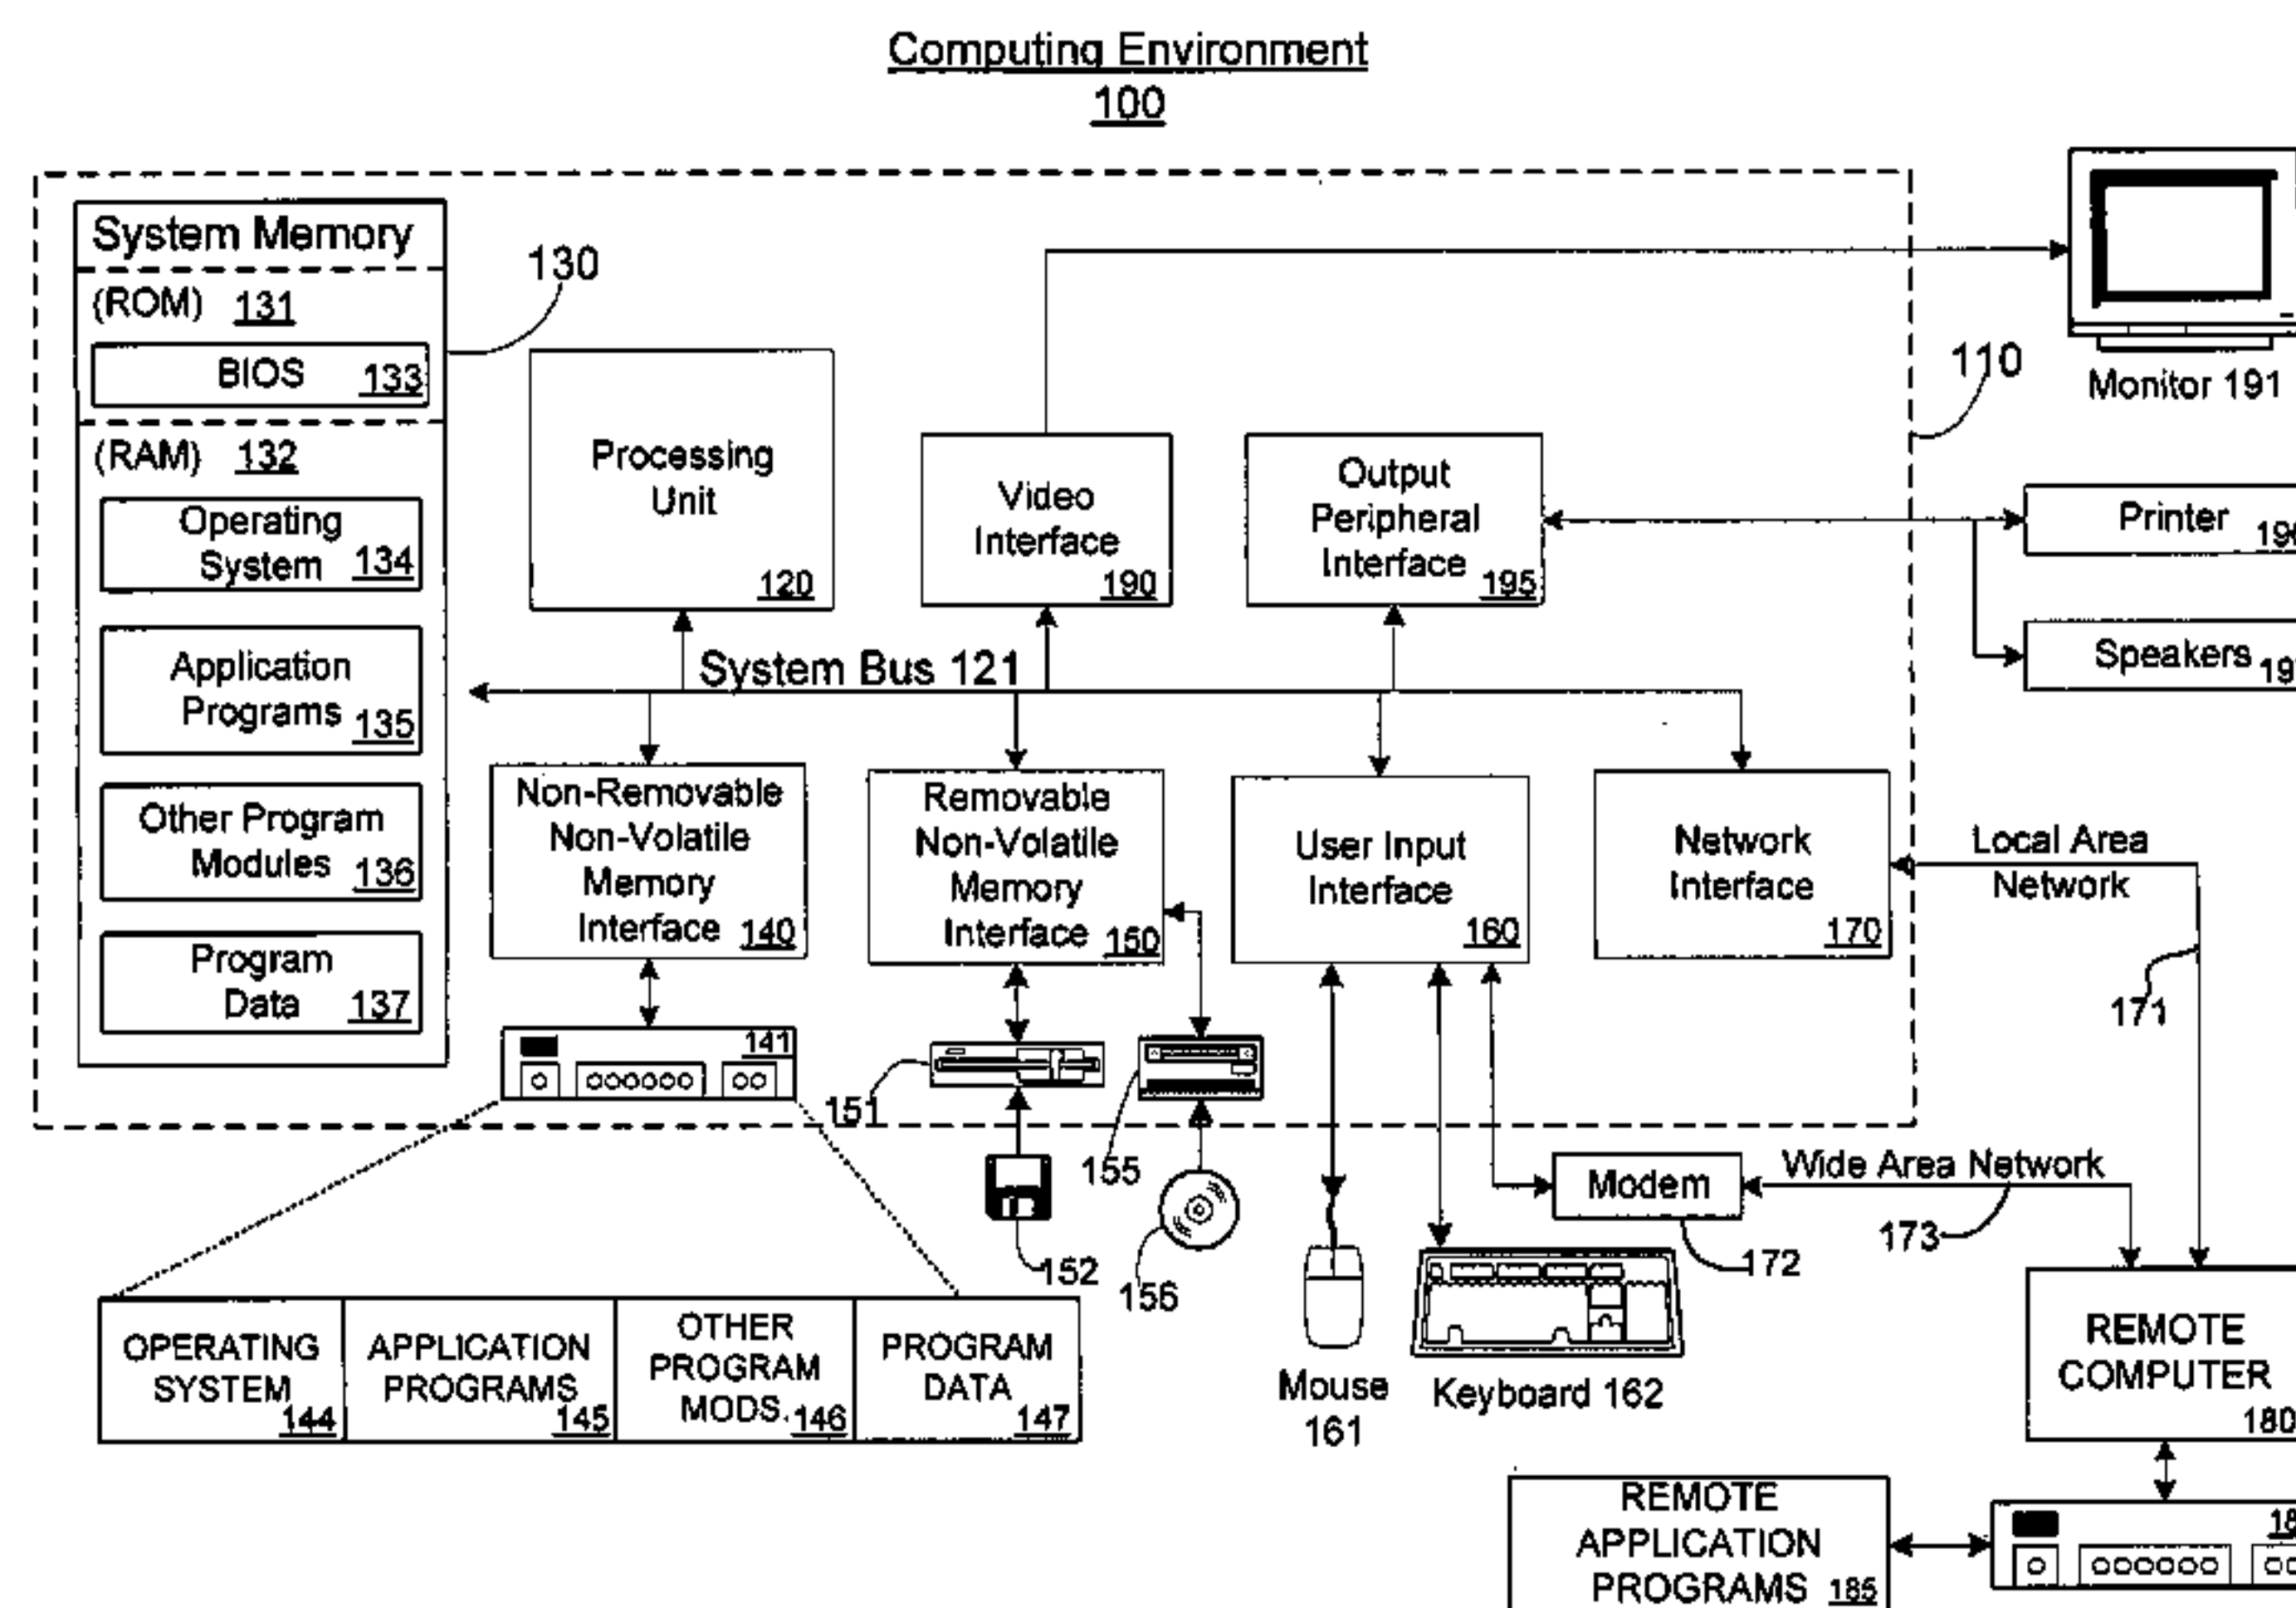 Computing Environment
100
System Memory
(ROM) 131
BIOS 133
(RAM) 132
Operating
System 134
Application
Programs 135
Other Program
Modules 136
Program
Data 137
130
Processing
Unit
120
Video
Interface
190
Output
Peripheral
Interface 195
110
Monitor 191
Printer
Speakers
System Bus 121
Non-Removable
Non-Volatile
Memory
Interface 140
Removable
Non-Volatile
Memory
Interface 150
User Input
Interface
160
Network
Interface
170
Local Area
Network
171
141
151
155
152
156
Modem
172
Wide Area Network
173
Mouse
161
Keyboard 162
OPERATING
SYSTEM 144
APPLICATION
PROGRAMS 145
OTHER
PROGRAM
MODS. 146
PROGRAM
DATA 147
REMOTE
COMPUTER
180
REMOTE
APPLICATION
PROGRAMS 185